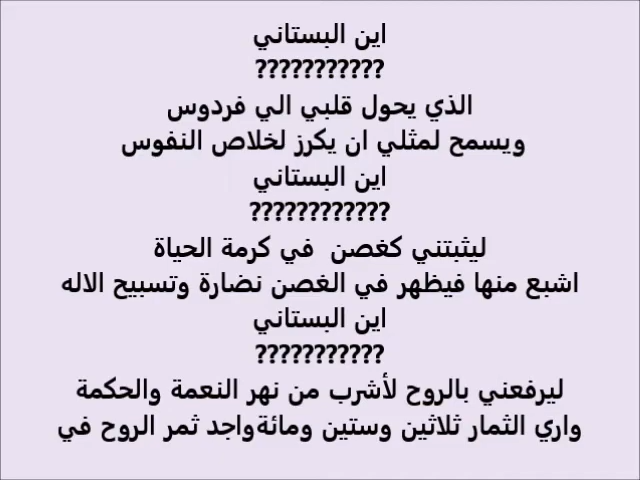 اين البستاني
???????????
الذي يحول قلبي الي فردوس
ويسمح لمثلي ان يكرز لخلاص النفوس
اين البستاني
????????????
ليثبتني كغصن في كرمة الحياة
اشبع منها فيظهر في الغصن نضارة وتسبيح الاله
اين البستاني
???????????
ليرفعني بالروح لأشرب من نهر النعمة والحكمة
واري الثمار ثلاثين وستين ومائة واجد ثمر الروح في